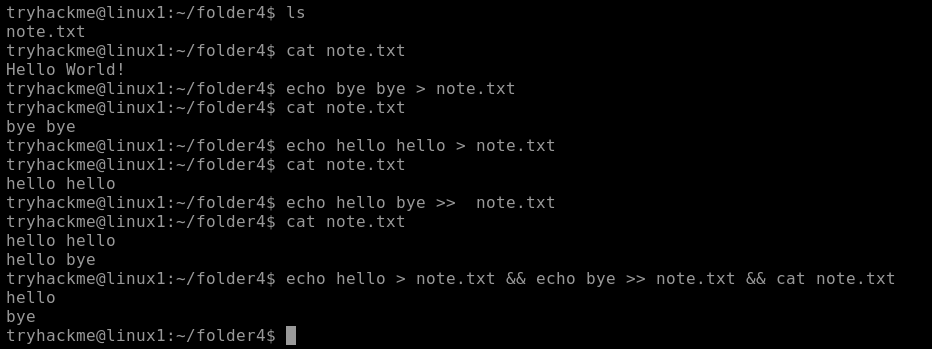 tryhackme@linux1:~/folder4$ ls
note.txt
tryhackme@linux1:~/folder4$ cat note.txt
Hello World!
tryhackme@linux1:~/folder4$ echo bye bye > note.txt
tryhackme@linux1:~/folder4$ cat note.txt
bye bye
tryhackme@linux1:~/folder4$ echo hello hello > note.txt
tryhackme@linux1:~/folder4$ cat note.txt
hello hello
tryhackme@linux1:~/folder4$ echo hello bye >>  note.txt
tryhackme@linux1:~/folder4$ cat note.txt
hello hello
hello bye
tryhackme@linux1:~/folder4$ echo hello > note.txt && echo bye >> note.txt && cat note.txt
hello
bye
tryhackme@linux1:~/folder4$